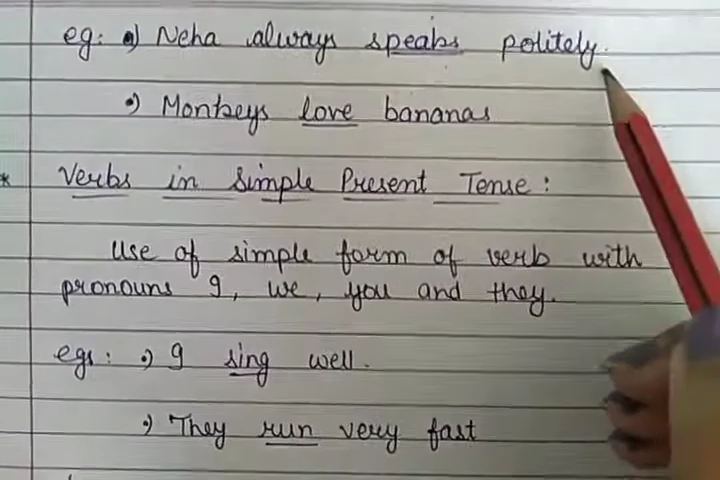 eg: •) Neha always speaks politely.
•) Monkeys love bananas
* Verbs in Simple Present Tense :
Use of simple form of verb with
pronouns I, we, you and they.
egs: •) I sing well.
•) They run very fast